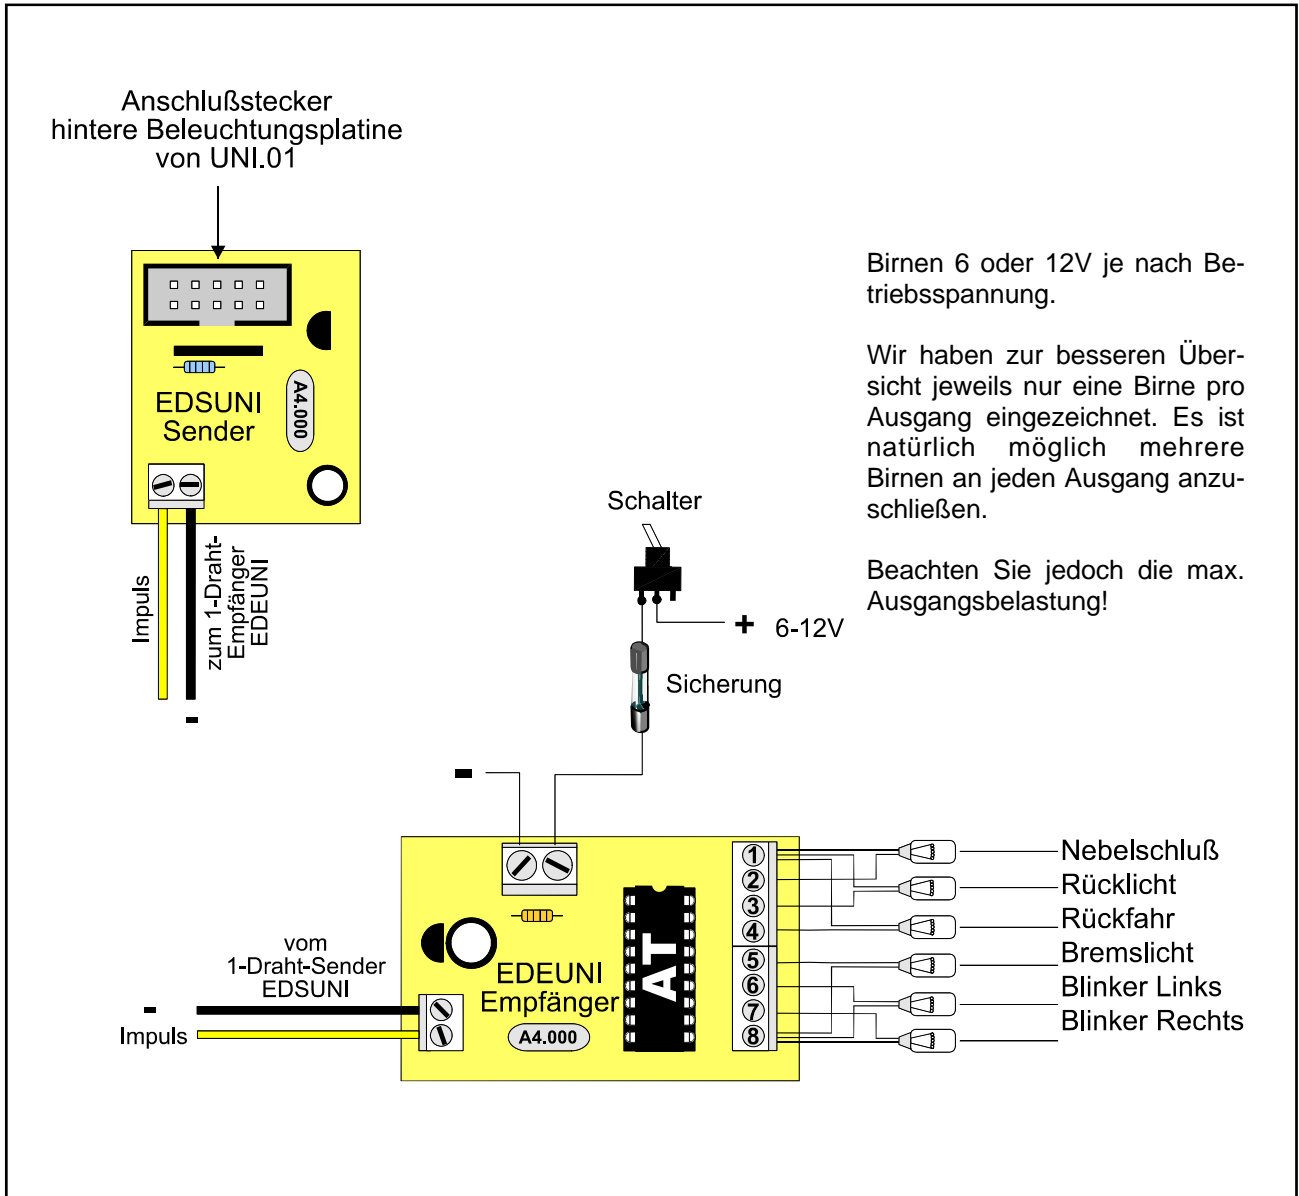 Anschlußstecker
hintere Beleuchtungsplatine
von UNI.01
EDSUNI
Sender
A4.000
Impuls
zum 1-Draht-
Empfänger
EDEUNI
-
Birnen 6 oder 12V je nach Be-
triebsspannung.
Wir haben zur besseren Über-
sicht jeweils nur eine Birne pro
Ausgang eingezeichnet. Es ist
natürlich möglich mehrere
Birnen an jeden Ausgang anzu-
schließen.
Beachten Sie jedoch die max.
Ausgangsbelastung!
Schalter
+ 6-12V
Sicherung
-
vom
1-Draht-Sender
EDSUNI
-
Impuls
EDEUNI
Empfänger
A4.000
AT
1
2
3
4
5
6
7
8
Nebelschluß
Rücklicht
Rückfahr
Bremslicht
Blinker Links
Blinker Rechts